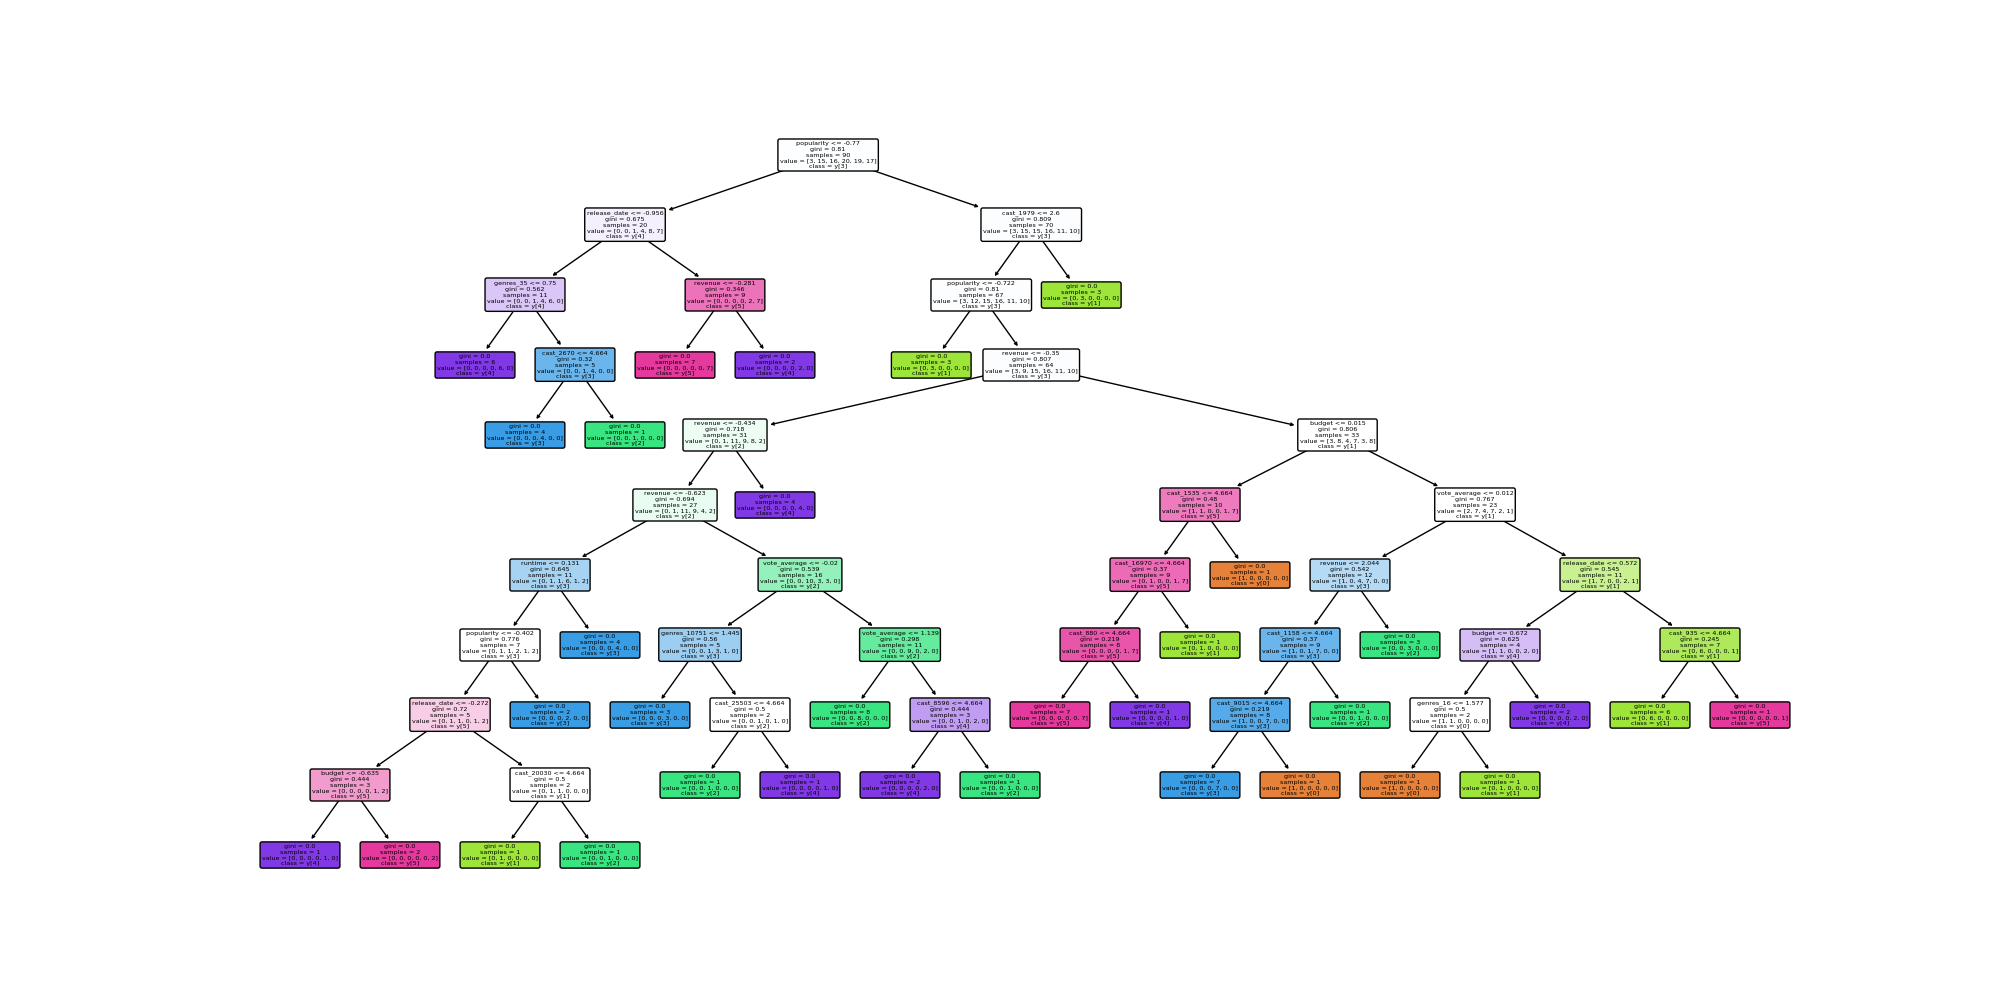 popularity <= -0.77
gini = 0.81
samples = 90
value = [3, 15, 16, 20, 19, 17]
class = y[3]
release_date <= -0.956
gini = 0.675
samples = 20
value = [0, 0, 1, 4, 8, 7]
class = y[4]
cast_1979 <= 2.6
gini = 0.809
samples = 70
value = [3, 15, 15, 16, 11, 10]
class = y[3]
genres_35 <= 0.75
gini = 0.562
samples = 11
value = [0, 0, 1, 4, 6, 0]
class = y[4]
revenue <= -0.281
gini = 0.346
samples = 9
value = [0, 0, 0, 0, 2, 7]
class = y[5]
popularity <= -0.722
gini = 0.81
samples = 67
value = [3, 12, 15, 16, 11, 10]
class = y[3]
gini = 0.0
samples = 3
value = [0, 3, 0, 0, 0, 0]
class = y[1]
gini = 0.0
samples = 6
value = [0, 0, 0, 0, 6, 0]
class = y[4]
cast_2670 <= 4.664
gini = 0.32
samples = 5
value = [0, 0, 1, 4, 0, 0]
class = y[3]
gini = 0.0
samples = 7
value = [0, 0, 0, 0, 0, 7]
class = y[5]
gini = 0.0
samples = 2
value = [0, 0, 0, 0, 2, 0]
class = y[4]
gini = 0.0
samples = 3
value = [0, 3, 0, 0, 0, 0]
class = y[1]
revenue <= -0.35
gini = 0.807
samples = 64
value = [3, 9, 15, 16, 11, 10]
class = y[3]
gini = 0.0
samples = 4
value = [0, 0, 0, 4, 0, 0]
class = y[3]
gini = 0.0
samples = 1
value = [0, 0, 1, 0, 0, 0]
class = y[2]
revenue <= -0.434
gini = 0.718
samples = 31
value = [0, 1, 11, 9, 8, 2]
class = y[2]
budget <= 0.015
gini = 0.806
samples = 33
value = [3, 8, 4, 7, 3, 8]
class = y[1]
revenue <= -0.623
gini = 0.694
samples = 27
value = [0, 1, 11, 9, 4, 2]
class = y[2]
gini = 0.0
samples = 4
value = [0, 0, 0, 0, 4, 0]
class = y[4]
cast_1535 <= 4.664
gini = 0.48
samples = 10
value = [1, 1, 0, 0, 1, 7]
class = y[5]
vote_average <= 0.012
gini = 0.767
samples = 23
value = [2, 7, 4, 7, 2, 1]
class = y[1]
runtime <= 0.131
gini = 0.645
samples = 11
value = [0, 1, 1, 6, 1, 2]
class = y[3]
vote_average <= -0.02
gini = 0.539
samples = 16
value = [0, 0, 10, 3, 3, 0]
class = y[2]
cast_16970 <= 4.664
gini = 0.37
samples = 9
value = [0, 1, 0, 0, 1, 7]
class = y[5]
gini = 0.0
samples = 1
value = [1, 0, 0, 0, 0, 0]
class = y[0]
revenue <= 2.044
gini = 0.542
samples = 12
value = [1, 0, 4, 7, 0, 0]
class = y[3]
release_date <= 0.572
gini = 0.545
samples = 11
value = [1, 7, 0, 0, 2, 1]
class = y[1]
popularity <= -0.402
gini = 0.776
samples = 7
value = [0, 1, 1, 2, 1, 2]
class = y[3]
gini = 0.0
samples = 4
value = [0, 0, 0, 4, 0, 0]
class = y[3]
genres_10751 <= 1.445
gini = 0.56
samples = 5
value = [0, 0, 1, 3, 1, 0]
class = y[3]
vote_average <= 1.139
gini = 0.298
samples = 11
value = [0, 0, 9, 0, 2, 0]
class = y[2]
cast_880 <= 4.664
gini = 0.219
samples = 8
value = [0, 0, 0, 0, 1, 7]
class = y[5]
gini = 0.0
samples = 1
value = [0, 1, 0, 0, 0, 0]
class = y[1]
cast_1158 <= 4.664
gini = 0.37
samples = 9
value = [1, 0, 1, 7, 0, 0]
class = y[3]
gini = 0.0
samples = 3
value = [0, 0, 3, 0, 0, 0]
class = y[2]
budget <= 0.672
gini = 0.625
samples = 4
value = [1, 1, 0, 0, 2, 0]
class = y[4]
cast_935 <= 4.664
gini = 0.245
samples = 7
value = [0, 6, 0, 0, 0, 1]
class = y[1]
release_date <= -0.272
gini = 0.72
samples = 5
value = [0, 1, 1, 0, 1, 2]
class = y[5]
gini = 0.0
samples = 2
value = [0, 0, 0, 2, 0, 0]
class = y[3]
gini = 0.0
samples = 3
value = [0, 0, 0, 3, 0, 0]
class = y[3]
cast_25503 <= 4.664
gini = 0.5
samples = 2
value = [0, 0, 1, 0, 1, 0]
class = y[2]
gini = 0.0
samples = 8
value = [0, 0, 8, 0, 0, 0]
class = y[2]
cast_8596 <= 4.664
gini = 0.444
samples = 3
value = [0, 0, 1, 0, 2, 0]
class = y[4]
gini = 0.0
samples = 7
value = [0, 0, 0, 0, 0, 7]
class = y[5]
gini = 0.0
samples = 1
value = [0, 0, 0, 0, 1, 0]
class = y[4]
cast_9015 <= 4.664
gini = 0.219
samples = 8
value = [1, 0, 0, 7, 0, 0]
class = y[3]
gini = 0.0
samples = 1
value = [0, 0, 1, 0, 0, 0]
class = y[2]
genres_16 <= 1.577
gini = 0.5
samples = 2
value = [1, 1, 0, 0, 0, 0]
class = y[0]
gini = 0.0
samples = 2
value = [0, 0, 0, 0, 2, 0]
class = y[4]
gini = 0.0
samples = 6
value = [0, 6, 0, 0, 0, 0]
class = y[1]
gini = 0.0
samples = 1
value = [0, 0, 0, 0, 0, 1]
class = y[5]
budget <= -0.635
gini = 0.444
samples = 3
value = [0, 0, 0, 0, 1, 2]
class = y[5]
cast_20030 <= 4.664
gini = 0.5
samples = 2
value = [0, 1, 1, 0, 0, 0]
class = y[1]
gini = 0.0
samples = 1
value = [0, 0, 1, 0, 0, 0]
class = y[2]
gini = 0.0
samples = 1
value = [0, 0, 0, 0, 1, 0]
class = y[4]
gini = 0.0
samples = 2
value = [0, 0, 0, 0, 2, 0]
class = y[4]
gini = 0.0
samples = 1
value = [0, 0, 1, 0, 0, 0]
class = y[2]
gini = 0.0
samples = 7
value = [0, 0, 0, 7, 0, 0]
class = y[3]
gini = 0.0
samples = 1
value = [1, 0, 0, 0, 0, 0]
class = y[0]
gini = 0.0
samples = 1
value = [1, 0, 0, 0, 0, 0]
class = y[0]
gini = 0.0
samples = 1
value = [0, 1, 0, 0, 0, 0]
class = y[1]
gini = 0.0
samples = 1
value = [0, 0, 0, 0, 1, 0]
class = y[4]
gini = 0.0
samples = 2
value = [0, 0, 0, 0, 0, 2]
class = y[5]
gini = 0.0
samples = 1
value = [0, 1, 0, 0, 0, 0]
class = y[1]
gini = 0.0
samples = 1
value = [0, 0, 1, 0, 0, 0]
class = y[2]